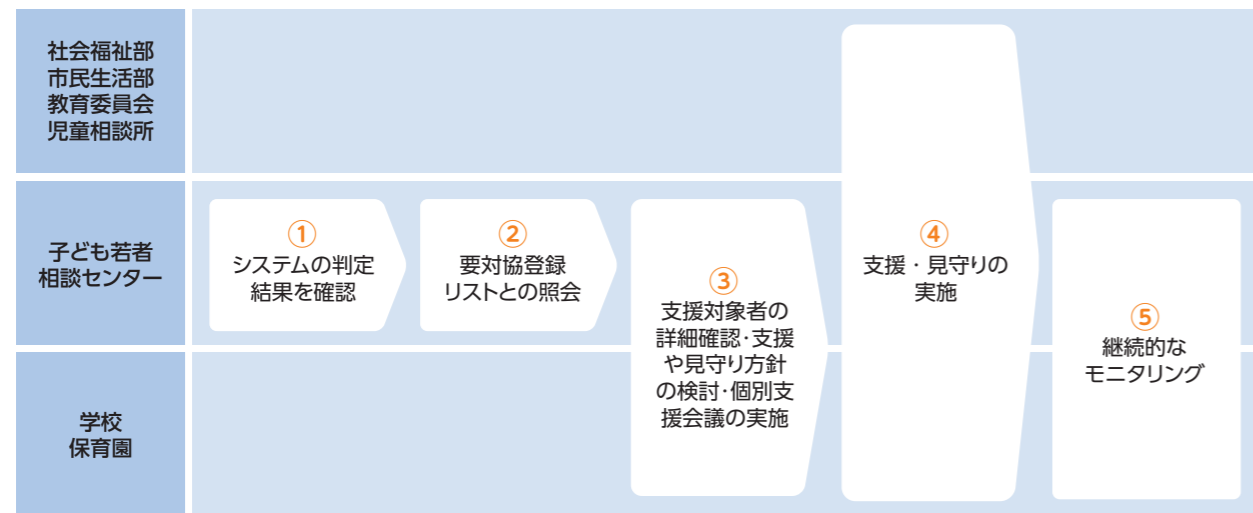 社会福祉部
市民生活部
教育委員会
児童相談所
子ども若者
相談センター
①
システムの判定
結果を確認
②
要対協登録
リストとの照会
③
支援対象者の
詳細確認･支援
や見守り方針
の検討･個別支
援会議の実施
④
支援・見守りの
実施
⑤
継続的な
モニタリング
学校
保育園